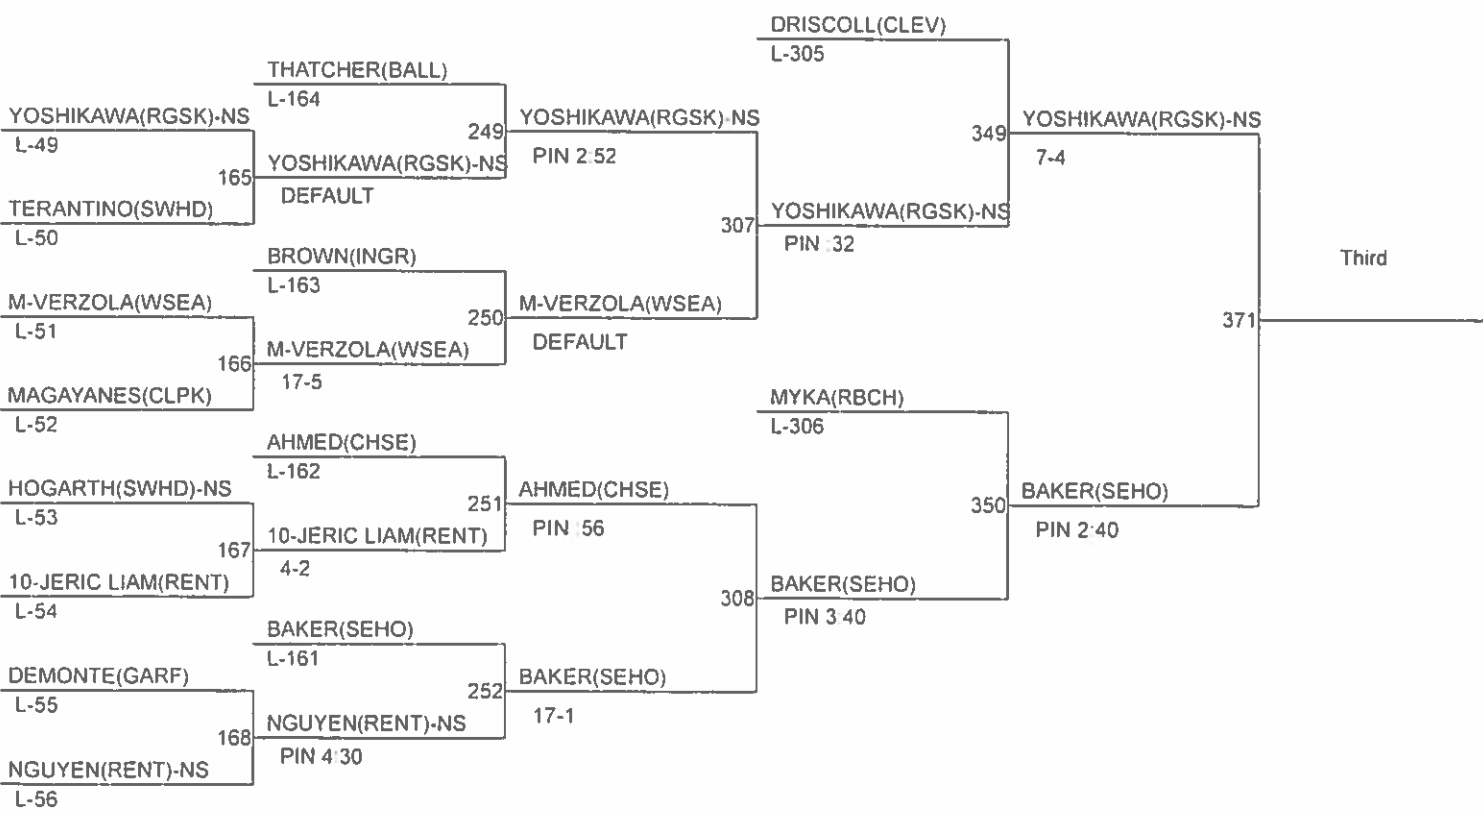 DRISCOLL(CLEV)
L-305
THATCHER(BALL)
L-164
YOSHIKAWA(RGSK)-NS
L-49
249
YOSHIKAWA(RGSK)-NS
PIN 2:52
349
YOSHIKAWA(RGSK)-NS
7-4
165
YOSHIKAWA(RGSK)-NS
DEFAULT
TERANTINO(SWHD)
L-50
307
YOSHIKAWA(RGSK)-NS
PIN :32
BROWN(INGR)
L-163
Third
M-VERZOLA(WSEA)
L-51
250
M-VERZOLA(WSEA)
DEFAULT
371
166
M-VERZOLA(WSEA)
17-5
MAGAYANES(CLPK)
L-52
MYKA(RBCH)
L-306
AHMED(CHSE)
L-162
HOGARTH(SWHD)-NS
L-53
251
AHMED(CHSE)
PIN :56
350
BAKER(SEHO)
PIN 2:40
167
10-JERIC LIAM(RENT)
4-2
10-JERIC LIAM(RENT)
L-54
308
BAKER(SEHO)
PIN 3:40
BAKER(SEHO)
L-161
DEMONTE(GARF)
L-55
252
BAKER(SEHO)
17-1
168
NGUYEN(RENT)-NS
PIN 4:30
NGUYEN(RENT)-NS
L-56